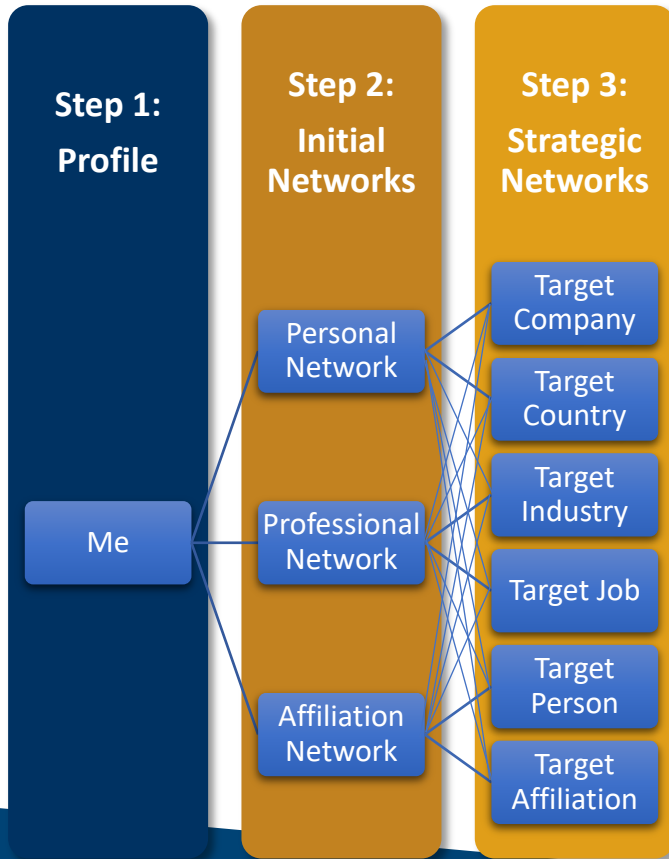 Step 1:
Profile
Me
Step 2:
Initial
Networks
Personal
Network
Professional
Network
Affiliation
Network
Step 3:
Strategic
Networks
Target
Company
Target
Country
Target
Industry
Target Job
Target
Person
Target
Affiliation